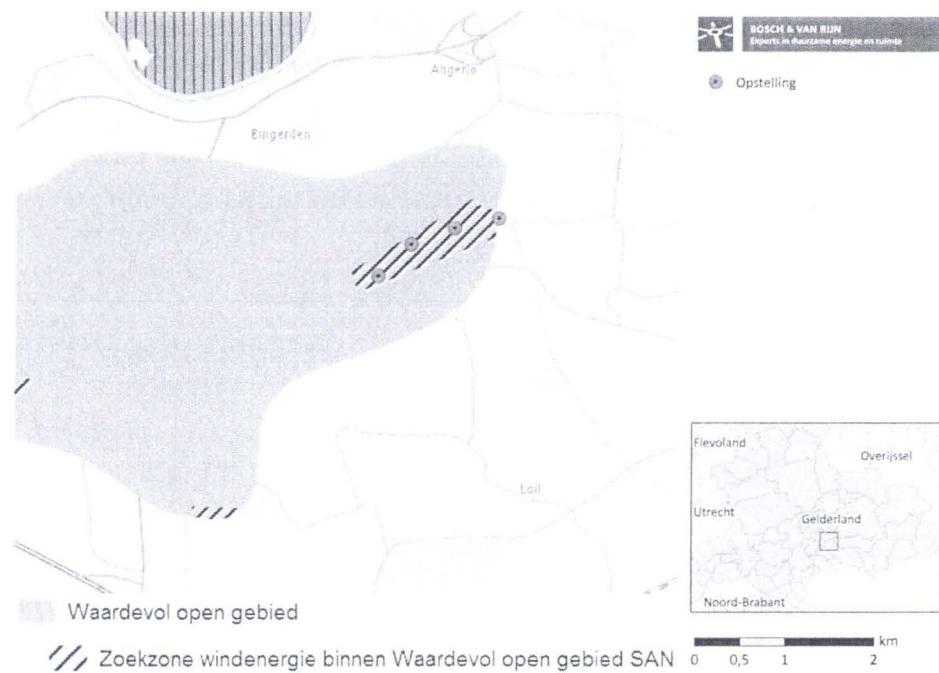 BOSCH & VAN RIJN
Experts in duurzame energie en ruimte
Opstelling
Angerlo
Bingerden
Loil
Flevoland
Overijssel
Utrecht
Gelderland
Noord-Brabant
Waardevol open gebied
Zoekzone windenergie binnen Waardevol open gebied SAN
km
0 0,5 1 2